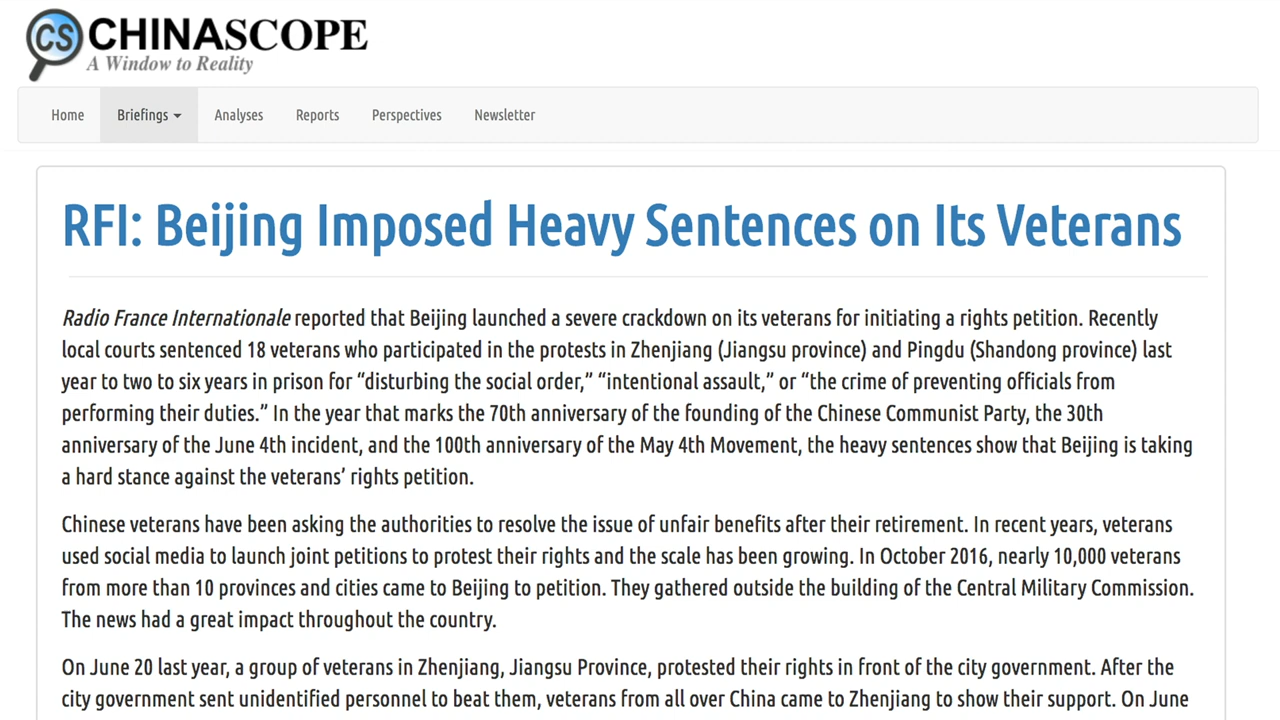 CS CHINASCOPE
A Window to Reality
Home Briefings Analyses Reports Perspectives Newsletter
RFI: Beijing Imposed Heavy Sentences on Its Veterans
Radio France Internationale reported that Beijing launched a severe crackdown on its veterans for initiating a rights petition. Recently
local courts sentenced 18 veterans who participated in the protests in Zhenjiang (Jiangsu province) and Pingdu (Shandong province) last
year to two to six years in prison for “disturbing the social order,” “intentional assault,” or “the crime of preventing officials from
performing their duties.” In the year that marks the 70th anniversary of the founding of the Chinese Communist Party, the 30th
anniversary of the June 4th incident, and the 100th anniversary of the May 4th Movement, the heavy sentences show that Beijing is taking
a hard stance against the veterans’ rights petition.
Chinese veterans have been asking the authorities to resolve the issue of unfair benefits after their retirement. In recent years, veterans
used social media to launch joint petitions to protest their rights and the scale has been growing. In October 2016, nearly 10,000 veterans
from more than 10 provinces and cities came to Beijing to petition. They gathered outside the building of the Central Military Commission.
The news had a great impact throughout the country.
On June 20 last year, a group of veterans in Zhenjiang, Jiangsu Province, protested their rights in front of the city government. After the
city government sent unidentified personnel to beat them, veterans from all over China came to Zhenjiang to show their support. On June